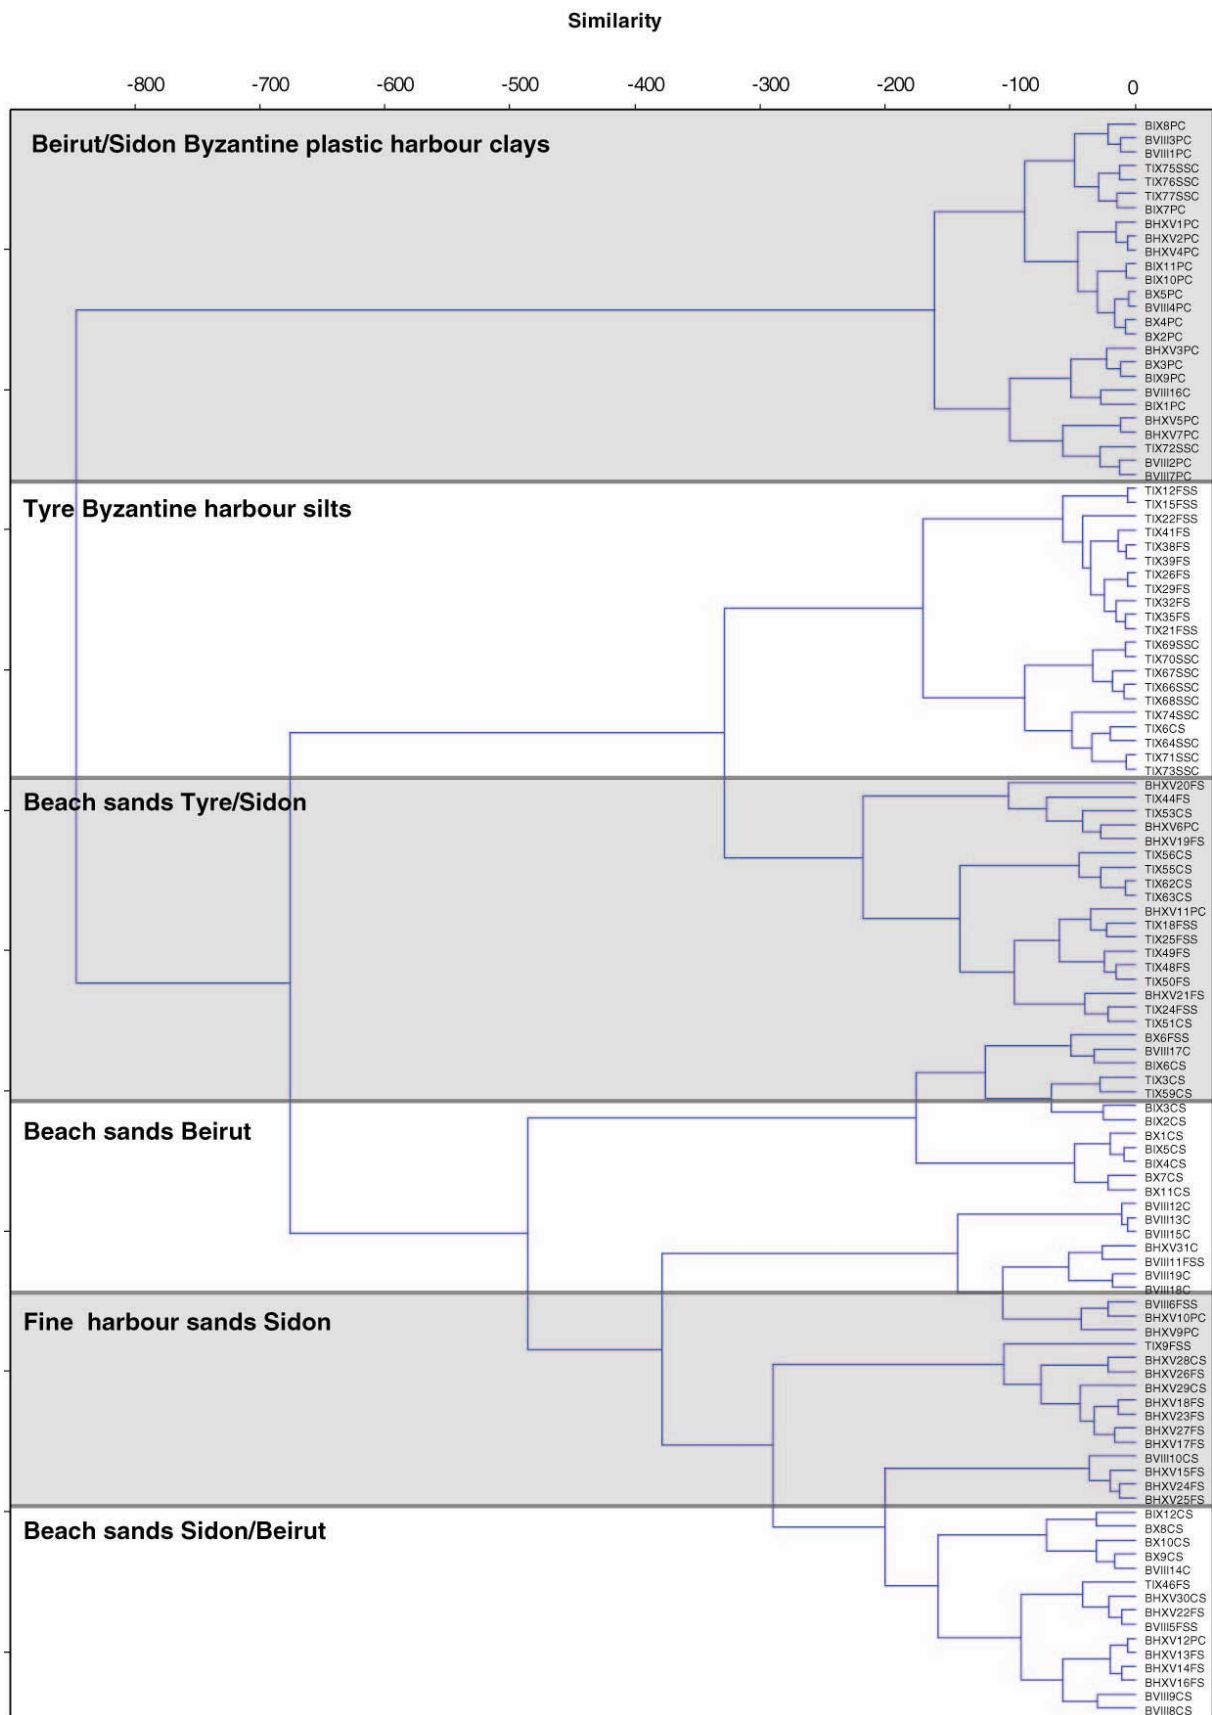 Similarity
-800 -700 -600 -500 -400 -300 -200 -100 0
Beirut/Sidon Byzantine plastic harbour clays
BIX8PC
BVIII3PC
BVIII1PC
TIX75SSC
TIX76SSC
TIX77SSC
BIX7PC
BHXV1PC
BHXV2PC
BHXV4PC
BIX11PC
BIX10PC
BX5PC
BVIII4PC
BX4PC
BX2PC
BHXV3PC
BX3PC
BIX9PC
BVIII16C
BIX1PC
BHXV5PC
BHXV7PC
TIX72SSC
BVIII2PC
BVIII7PC
Tyre Byzantine harbour silts
TIX12FSS
TIX15FSS
TIX22FSS
TIX41FS
TIX38FS
TIX39FS
TIX26FS
TIX29FS
TIX32FS
TIX35FS
TIX21FSS
TIX69SSC
TIX70SSC
TIX67SSC
TIX66SSC
TIX68SSC
TIX74SSC
TIX6CS
TIX64SSC
TIX71SSC
TIX73SSC
Beach sands Tyre/Sidon
BHXV20FS
TIX44FS
TIX53CS
BHXV6PC
BHXV19FS
TIX56CS
TIX55CS
TIX62CS
TIX63CS
BHXV11PC
TIX18FSS
TIX25FSS
TIX49FS
TIX48FS
TIX50FS
BHXV21FS
TIX24FSS
TIX51CS
BX6FSS
BVIII17C
BIX6CS
TIX3CS
TIX59CS
Beach sands Beirut
BIX3CS
BIX2CS
BX1CS
BIX5CS
BIX4CS
BX7CS
BX11CS
BVIII12C
BVIII13C
BVIII15C
BHXV31C
BVIII11FSS
BVIII19C
BVIII18C
Fine harbour sands Sidon
BVIII6FSS
BHXV10PC
BHXV9PC
TIX9FSS
BHXV28CS
BHXV26FS
BHXV29CS
BHXV18FS
BHXV23FS
BHXV27FS
BHXV17FS
BVIII10CS
BHXV15FS
BHXV24FS
BHXV25FS
Beach sands Sidon/Beirut
BIX12CS
BX8CS
BX10CS
BX9CS
BVIII14C
TIX46FS
BHXV30CS
BHXV22FS
BVIII5FSS
BHXV12PC
BHXV13FS
BHXV14FS
BHXV16FS
BVIII9CS
BVIII8CS